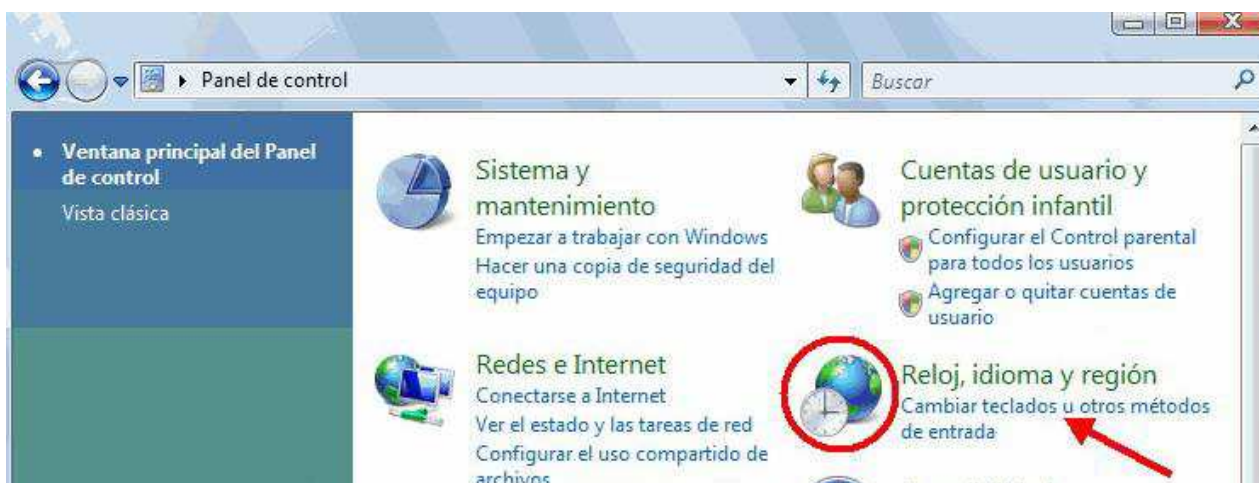 Panel de control
Buscar
Ventana principal del Panel
de control
Vista clásica
Sistema y
mantenimiento
Empezar a trabajar con Windows
Hacer una copia de seguridad del
equipo
Cuentas de usuario y
protección infantil
Configurar el Control parental
para todos los usuarios
Agregar o quitar cuentas de
usuario
Redes e Internet
Conectarse a Internet
Ver el estado y las tareas de red
Configurar el uso compartido de
archivos
Reloj, idioma y región
Cambiar teclados u otros métodos
de entrada